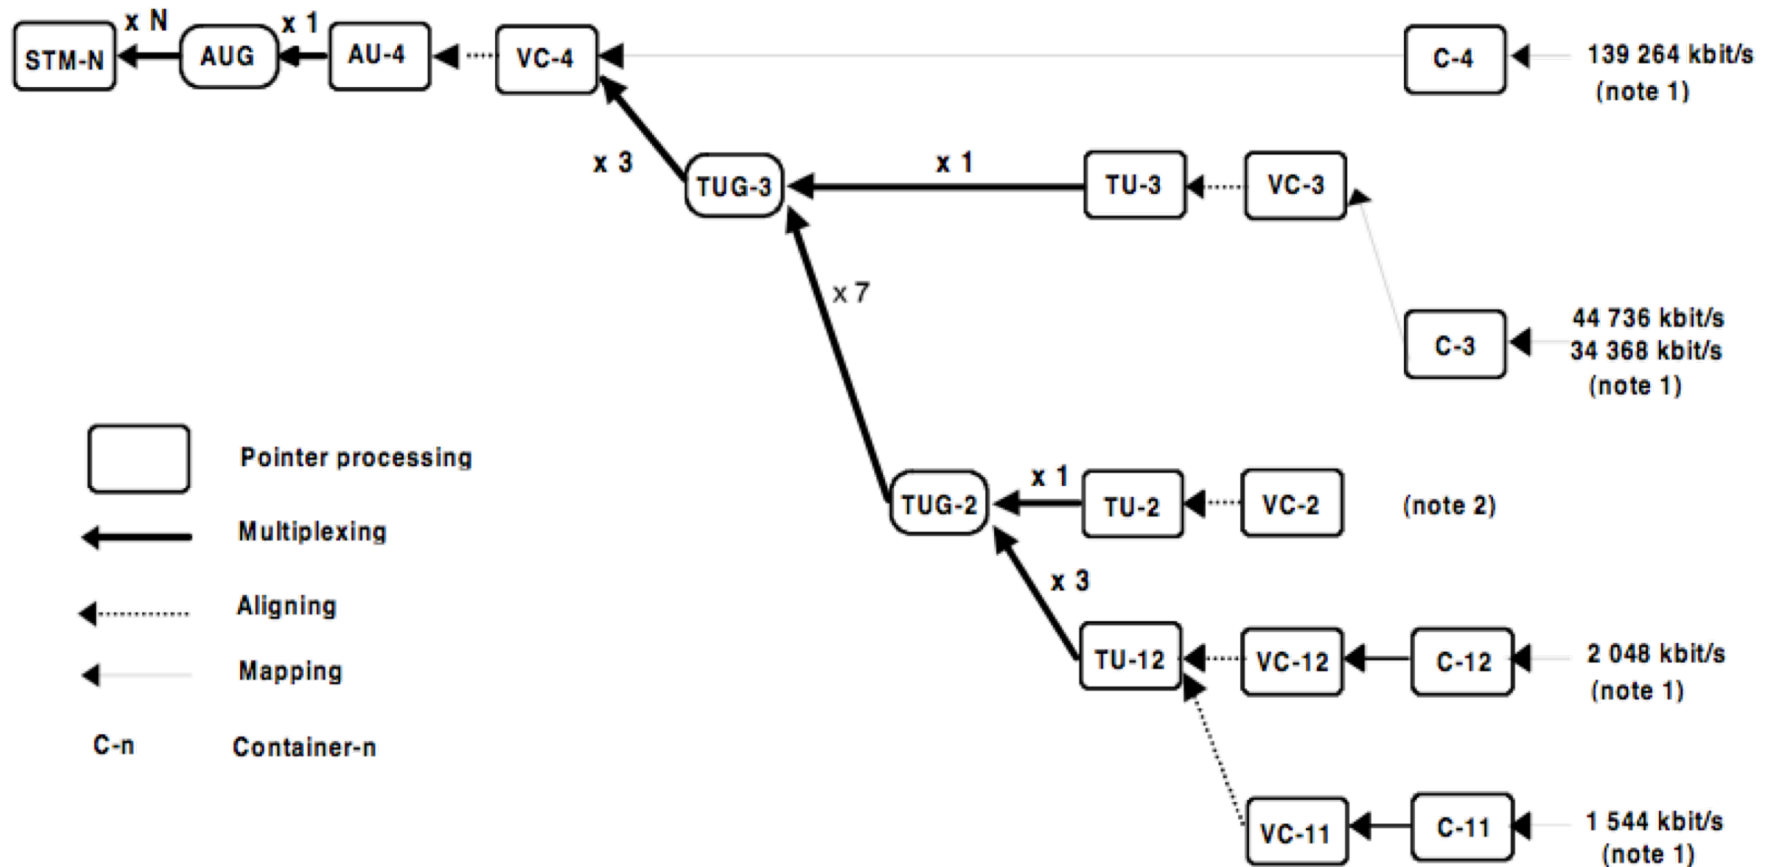 x N
x 1
STM-N
AUG
AU-4
VC-4
C-4
139 264 kbit/s
(note 1)
x 3
TUG-3
x 1
TU-3
VC-3
x 7
C-3
44 736 kbit/s
34 368 kbit/s
(note 1)
Pointer processing
TUG-2
x 1
TU-2
VC-2
(note 2)
Multiplexing
x 3
Aligning
TU-12
VC-12
C-12
2 048 kbit/s
(note 1)
Mapping
C-n Container-n
VC-11
C-11
1 544 kbit/s
(note 1)